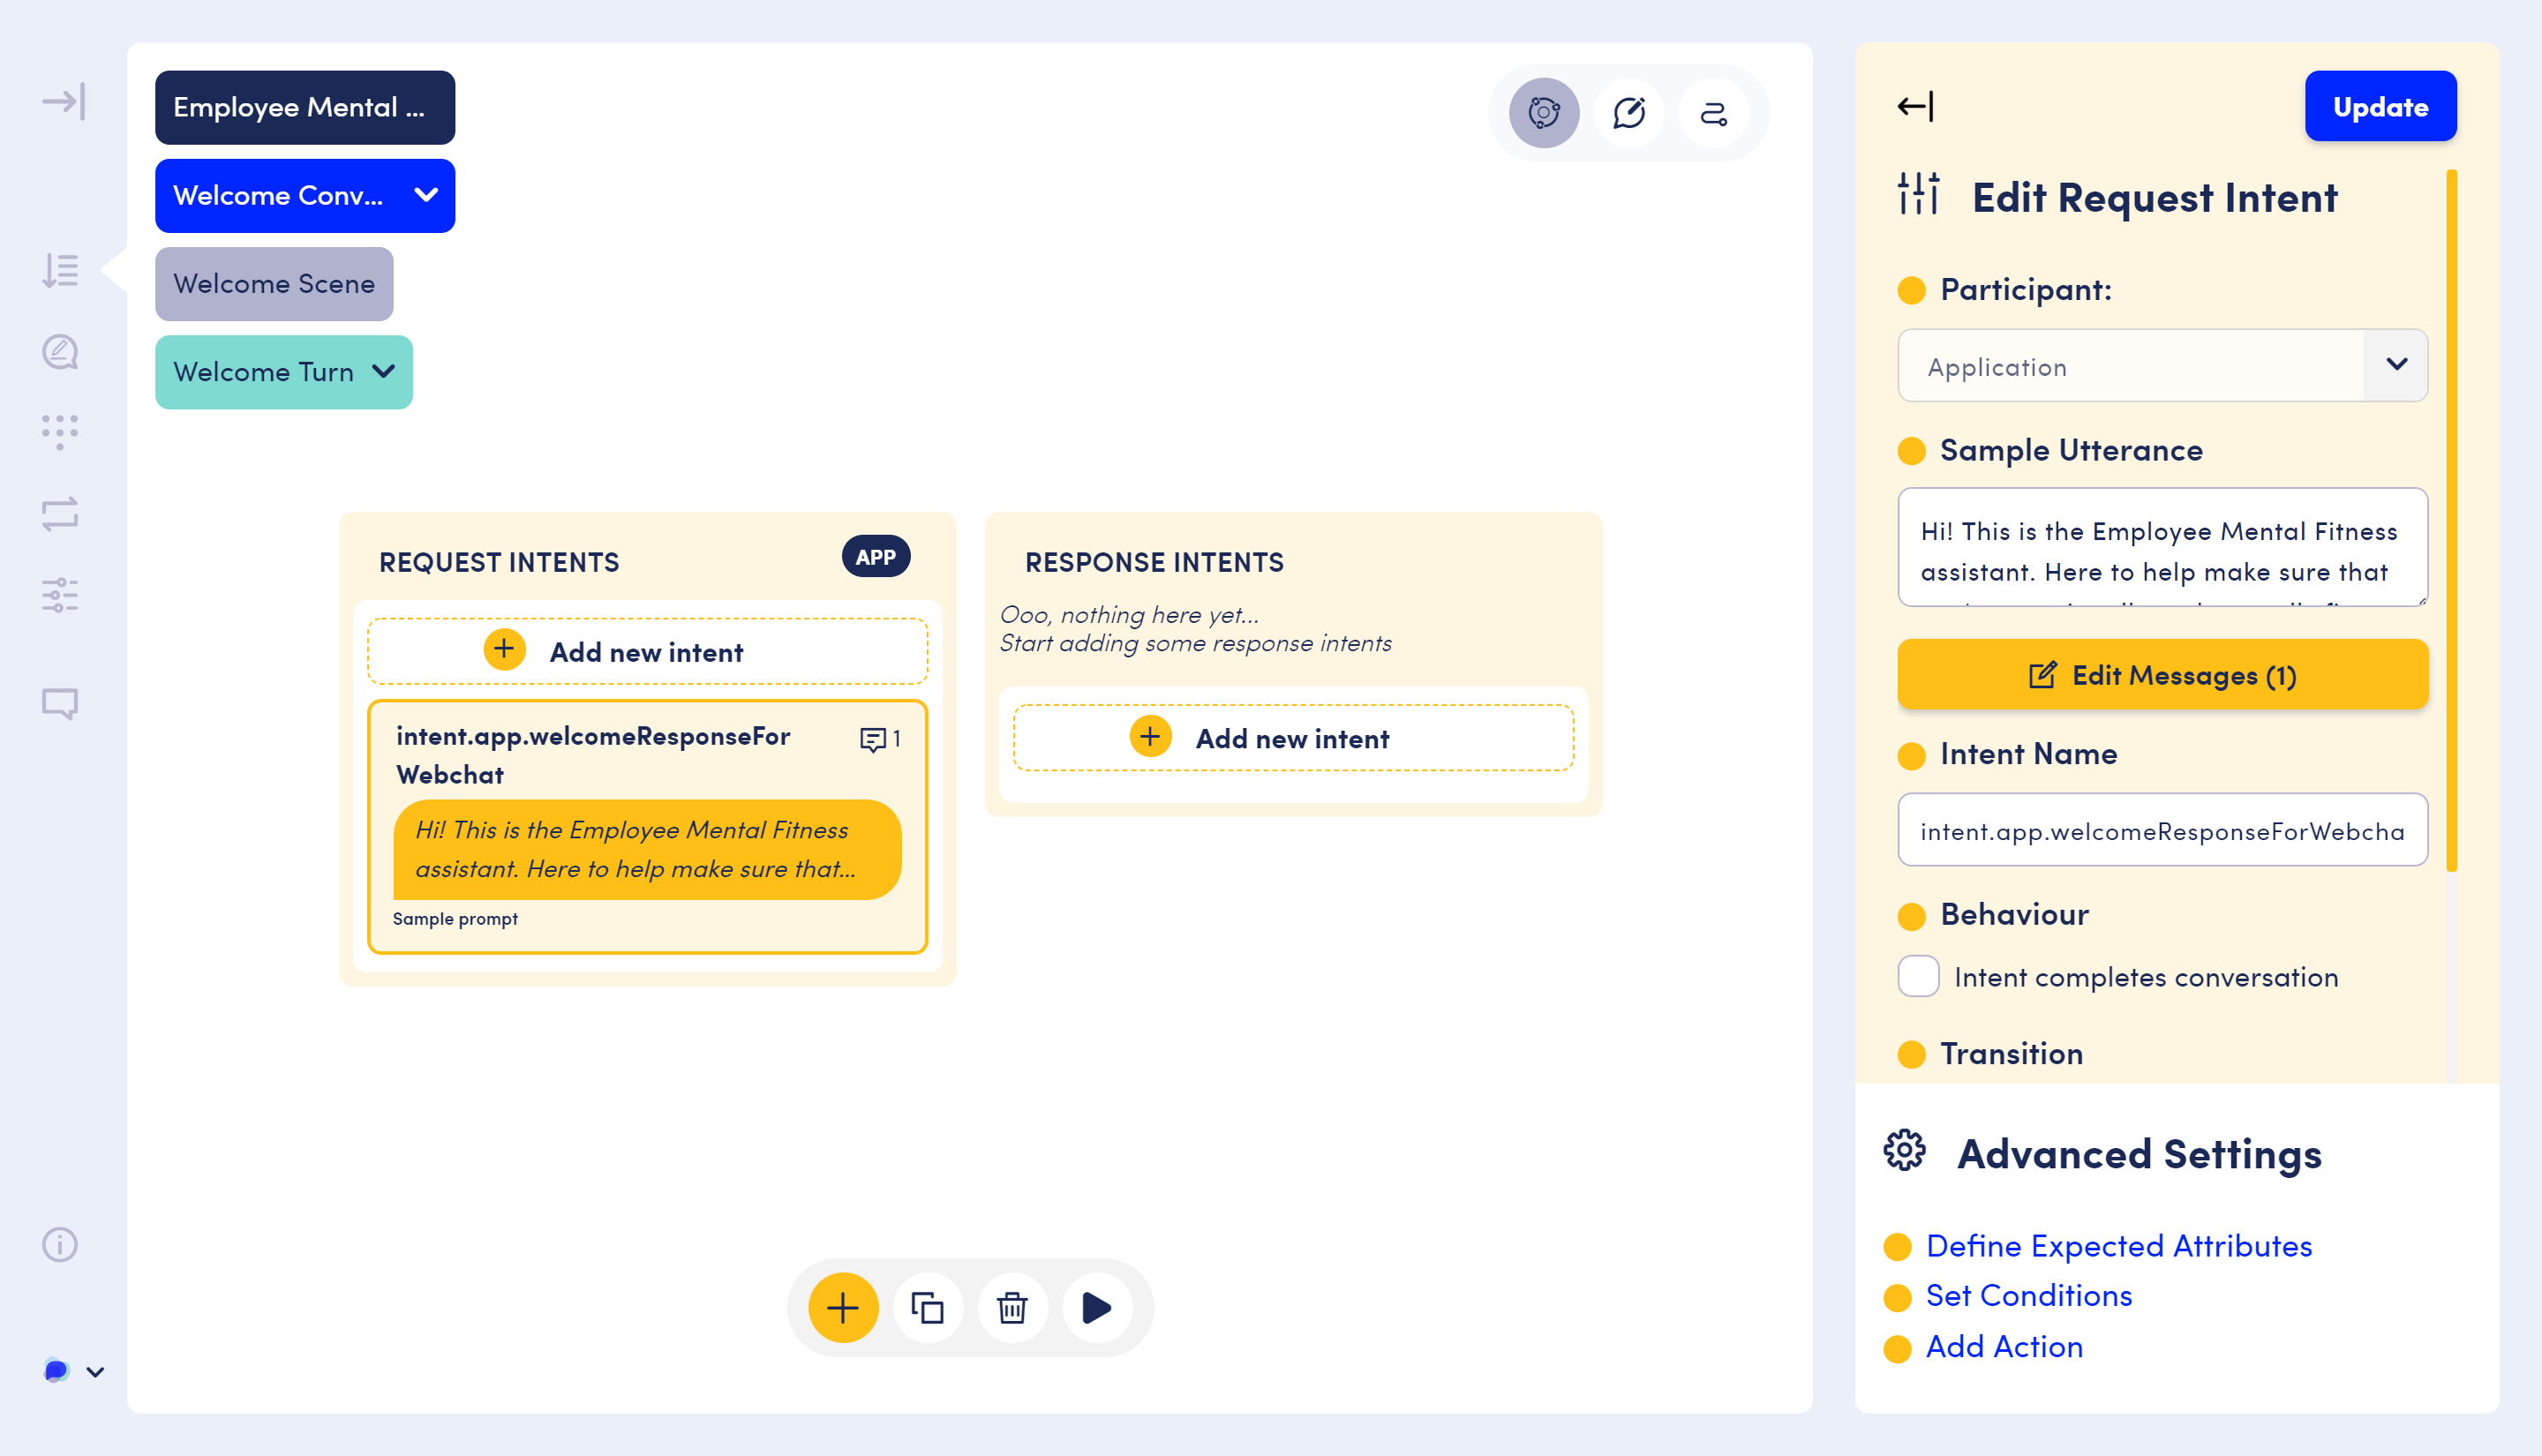 Employee Mental ...
Welcome Conv...
Welcome Scene
Welcome Turn
REQUEST INTENTS
APP
Add new intent
intent.app.welcomeResponseFor
Webchat
1
Hi! This is the Employee Mental Fitness
assistant. Here to help make sure that...
Sample prompt
RESPONSE INTENTS
Ooo, nothing here yet...
Start adding some response intents
Add new intent
Update
Edit Request Intent
Participant:
Application
Sample Utterance
Hi! This is the Employee Mental Fitness
assistant. Here to help make sure that
Edit Messages (1)
Intent Name
intent.app.welcomeResponseForWebcha
Behaviour
Intent completes conversation
Transition
Advanced Settings
Define Expected Attributes
Set Conditions
Add Action